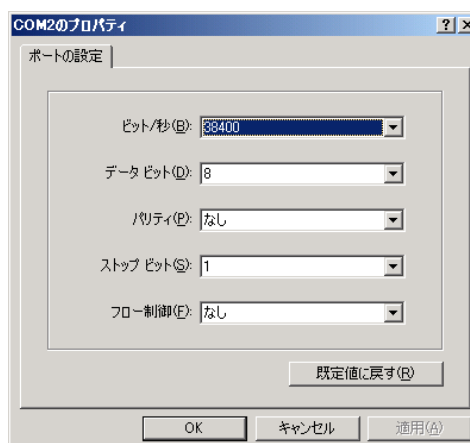 COM2のプロパティ
ポートの設定
ビット/秒(B): 38400
データ ビット(D): 8
パリティ(P): なし
ストップ ビット(S): 1
フロー制御(F): なし
既定値に戻す(R)
OK キャンセル 適用(A)